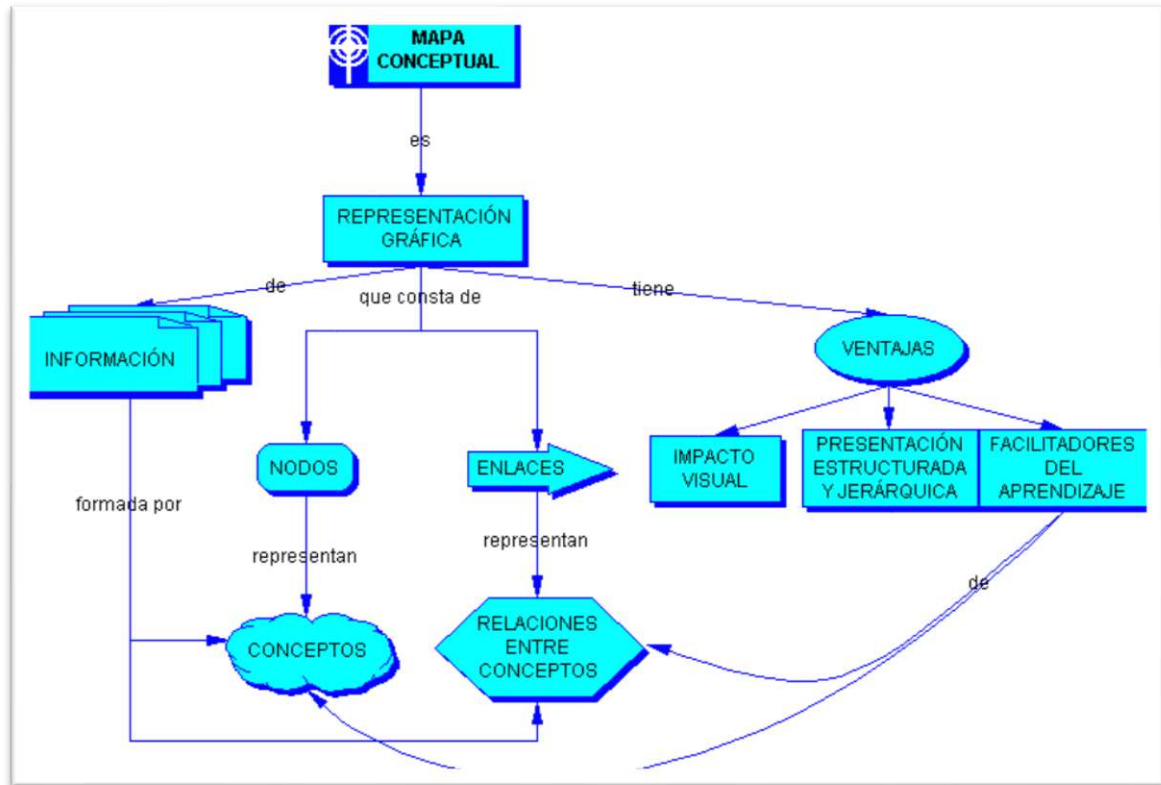 MAPA
CONCEPTUAL
es
REPRESENTACIÓN
GRÁFICA
de
que consta de
tiene
INFORMACIÓN
VENTAJAS
NODOS
ENLACES
IMPACTO
VISUAL
PRESENTACIÓN
ESTRUCTURADA
Y JERÁRQUICA
FACILITADORES
DEL
APRENDIZAJE
formada por
representan
representan
de
CONCEPTOS
RELACIONES
ENTRE
CONCEPTOS